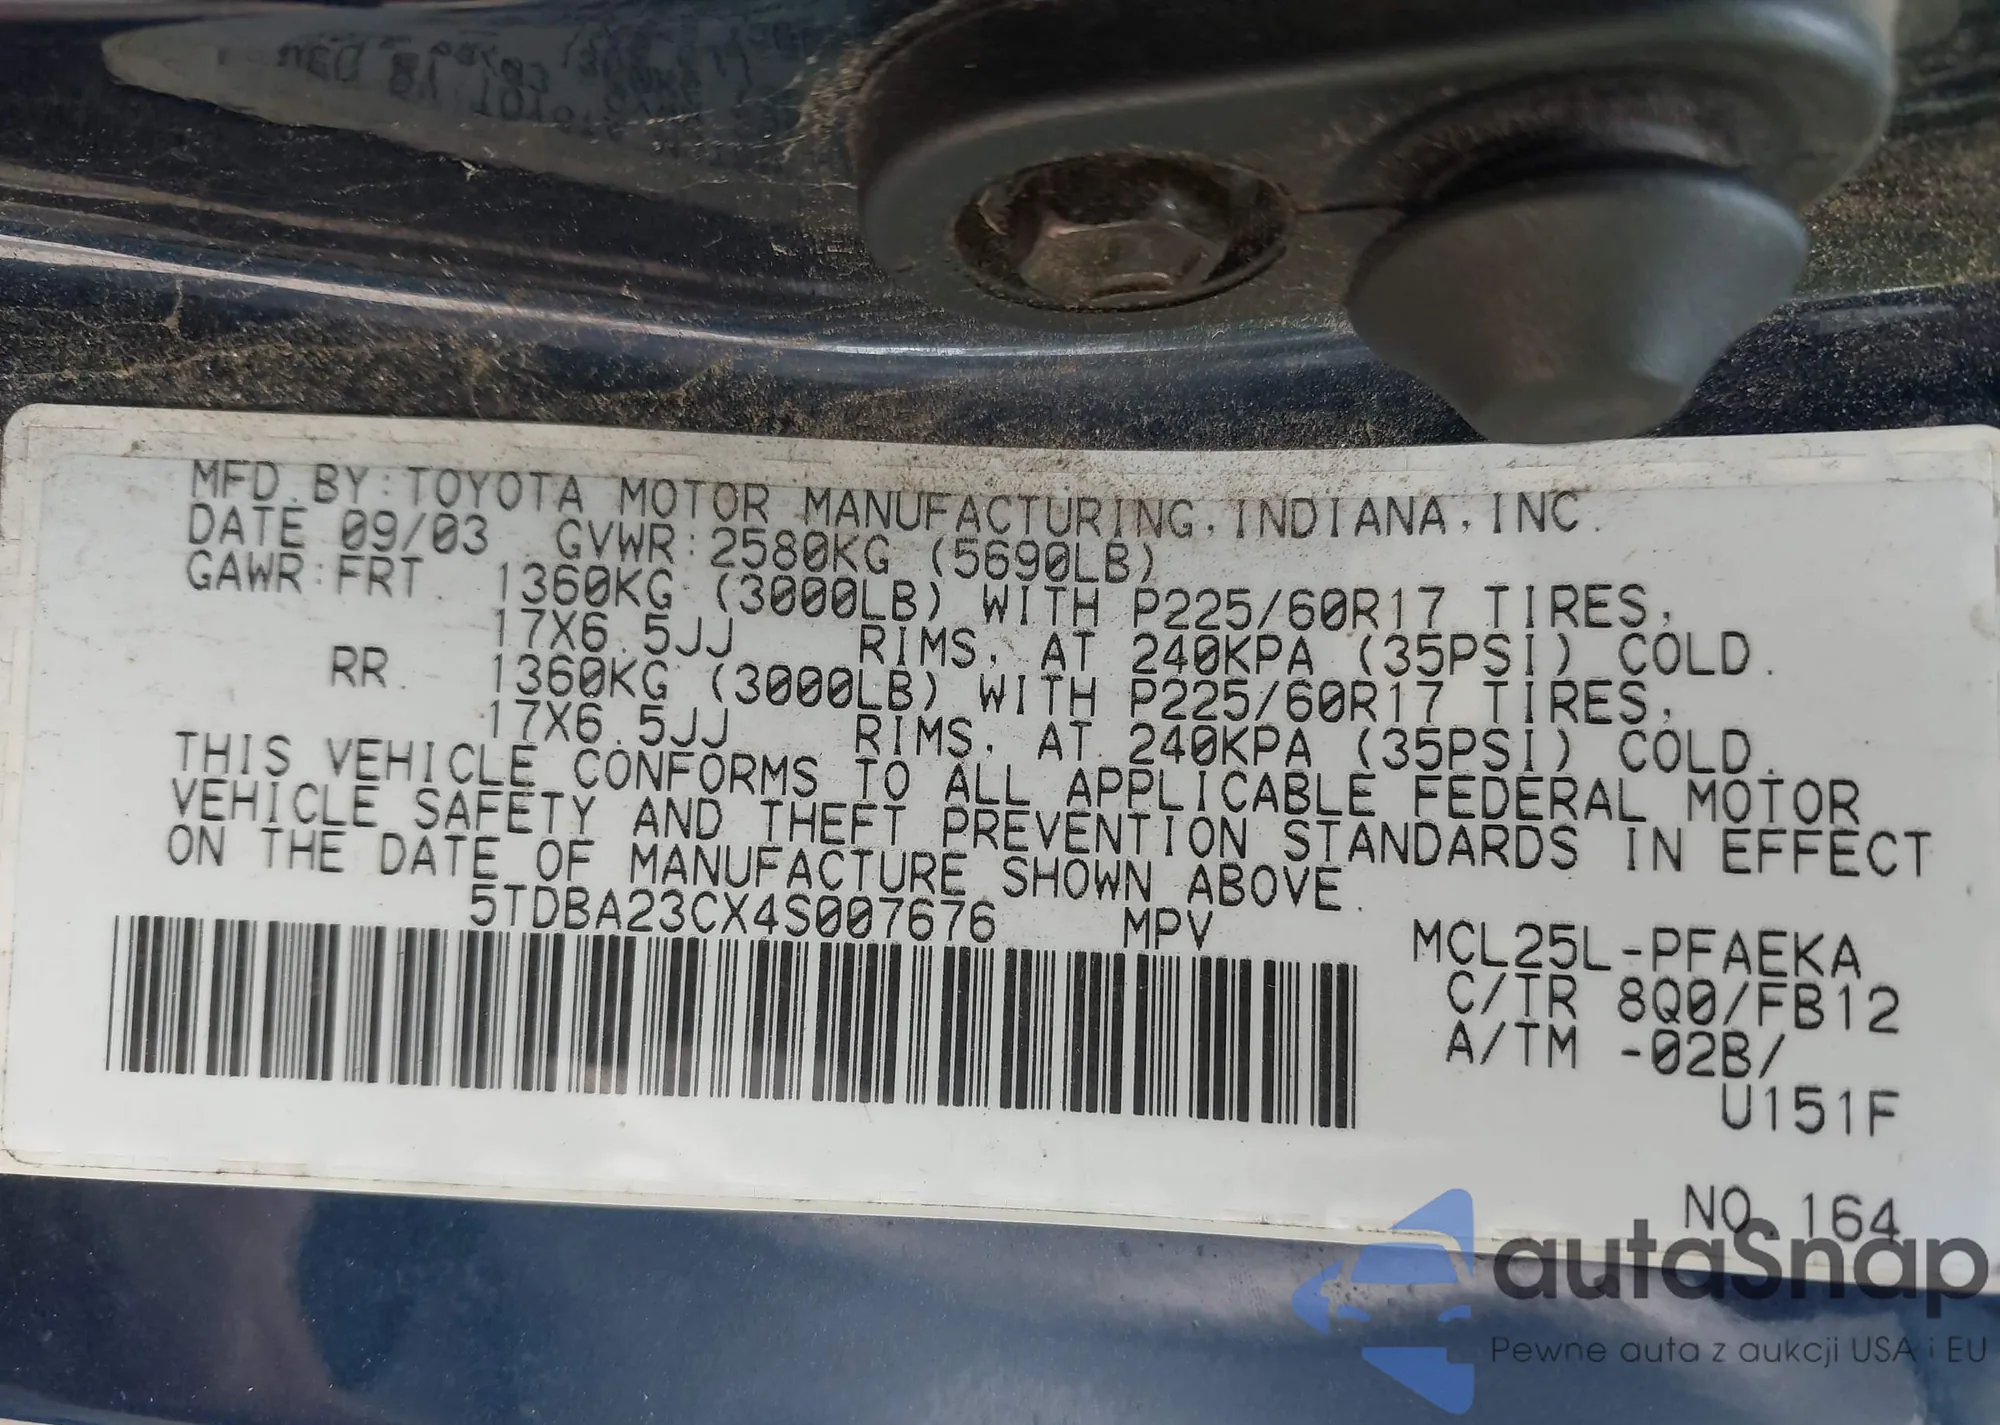 MFD.BY:TOYOTA MOTOR MANUFACTURING,INDIANA,INC.
DATE 09/03 GVWR:2580KG (5690LB)
GAWR:FRT. 1360KG (3000LB) WITH P225/60R17 TIRES,
17X6.5JJ RIMS, AT 240KPA (35PSI) COLD.
RR. 1360KG (3000LB) WITH P225/60R17 TIRES,
17X6.5JJ RIMS, AT 240KPA (35PSI) COLD.
THIS VEHICLE CONFORMS TO ALL APPLICABLE FEDERAL MOTOR
VEHICLE SAFETY AND THEFT PREVENTION STANDARDS IN EFFECT
ON THE DATE OF MANUFACTURE SHOWN ABOVE.
5TDBA23CX4S007676 MPV
MCL25L-PFAEKA
C/TR 8Q0/FB12
A/TM -02B/
U151F
NO.164
autaSnap
Pewne auta z aukcji USA i EU